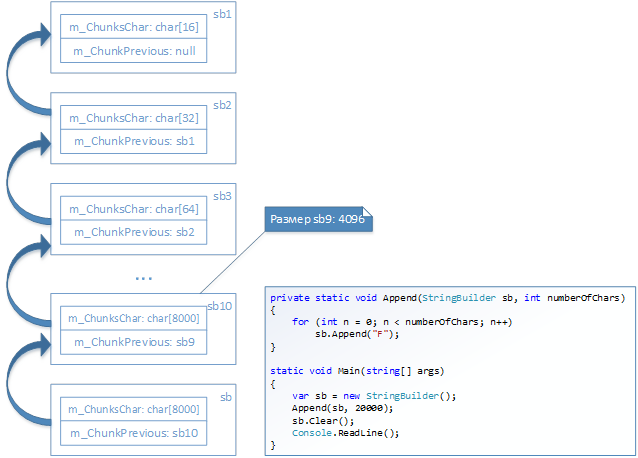 sb1
m_ChunksChar: char[16]
m_ChunkPrevious: null
sb2
m_ChunksChar: char[32]
m_ChunkPrevious: sb1
sb3
m_ChunksChar: char[64]
m_ChunkPrevious: sb2
Размер sb9: 4096
...
sb10
m_ChunksChar: char[8000]
m_ChunkPrevious: sb9
sb
m_ChunksChar: char[8000]
m_ChunkPrevious: sb10
private static void Append(StringBuilder sb, int numberOfChars)
{
for (int n = 0; n < numberOfChars; n++)
sb.Append("F");
}
static void Main(string[] args)
{
var sb = new StringBuilder();
Append(sb, 20000);
sb.Clear();
Console.ReadLine();
}